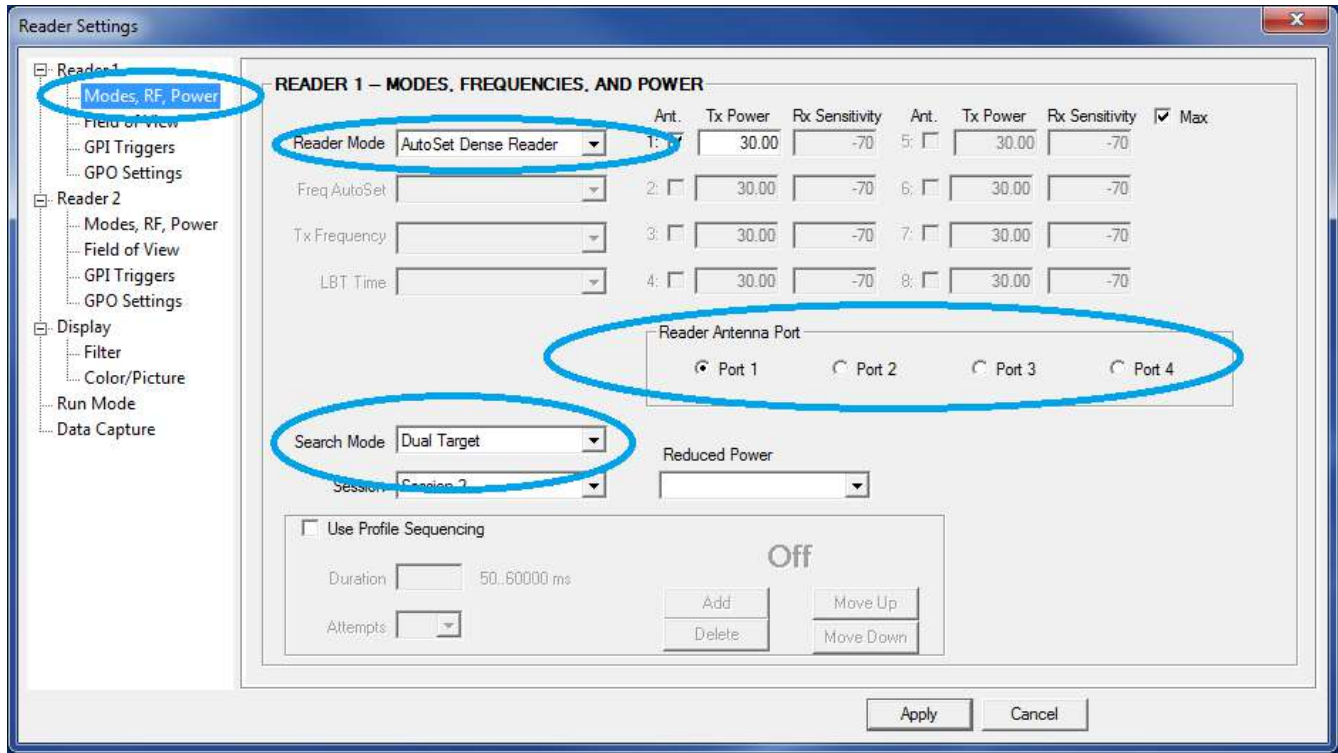 Reader Settings
Reader 1
Modes, RF, Power
Field of View
GPI Triggers
GPO Settings
Reader 2
Modes, RF, Power
Field of View
GPI Triggers
GPO Settings
Display
Filter
Color/Picture
Run Mode
Data Capture
READER 1 – MODES, FREQUENCIES, AND POWER
Ant. Tx Power Rx Sensitivity Ant. Tx Power Rx Sensitivity Max
Reader Mode AutoSet Dense Reader 1: 30.00 -70 5: 30.00 -70
Freq AutoSet 2: 30.00 -70 6: 30.00 -70
Tx Frequency 3: 30.00 -70 7: 30.00 -70
LBT Time 4: 30.00 -70 8: 30.00 -70
Reader Antenna Port
Port 1 Port 2 Port 3 Port 4
Search Mode Dual Target
Reduced Power
Session Session 2
Use Profile Sequencing
Off
Duration 50..60000 ms
Add Move Up
Attempts
Delete Move Down
Apply Cancel